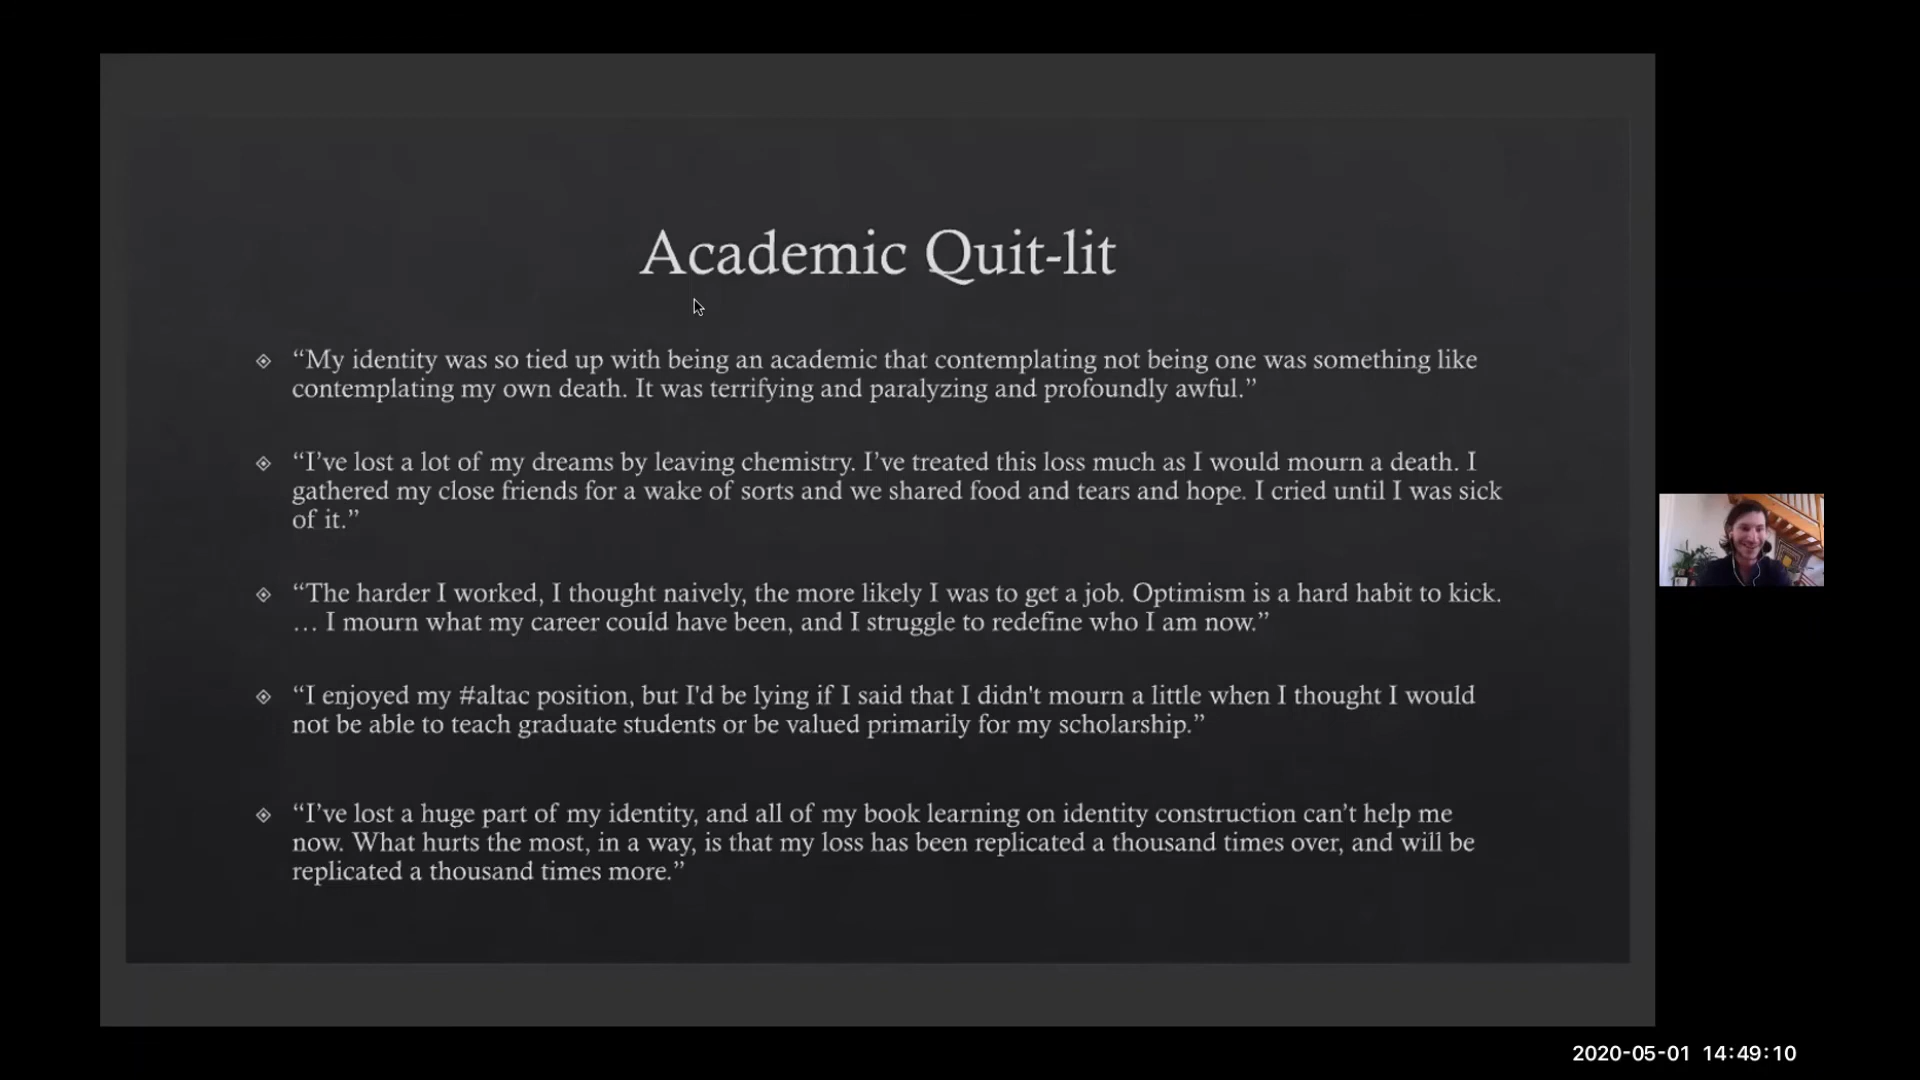 Academic Quit-lit
“My identity was so tied up with being an academic that contemplating not being one was something like
contemplating my own death. It was terrifying and paralyzing and profoundly awful.”
“I’ve lost a lot of my dreams by leaving chemistry. I’ve treated this loss much as I would mourn a death. I
gathered my close friends for a wake of sorts and we shared food and tears and hope. I cried until I was sick
of it.”
“The harder I worked, I thought naively, the more likely I was to get a job. Optimism is a hard habit to kick.
… I mourn what my career could have been, and I struggle to redefine who I am now.”
“I enjoyed my #altac position, but I'd be lying if I said that I didn't mourn a little when I thought I would
not be able to teach graduate students or be valued primarily for my scholarship.”
“I’ve lost a huge part of my identity, and all of my book learning on identity construction can’t help me
now. What hurts the most, in a way, is that my loss has been replicated a thousand times over, and will be
replicated a thousand times more.”
2020-05-01 14:49:10